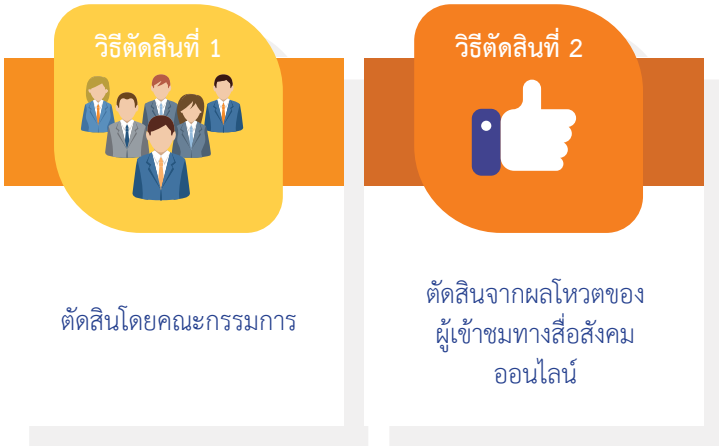 วิธีตัดสินที่ 1
ตัดสินโดยคณะกรรมการ
วิธีตัดสินที่ 2
ตัดสินจากผลโหวตของ
ผู้เข้าชมทางสื่อสังคม
ออนไลน์